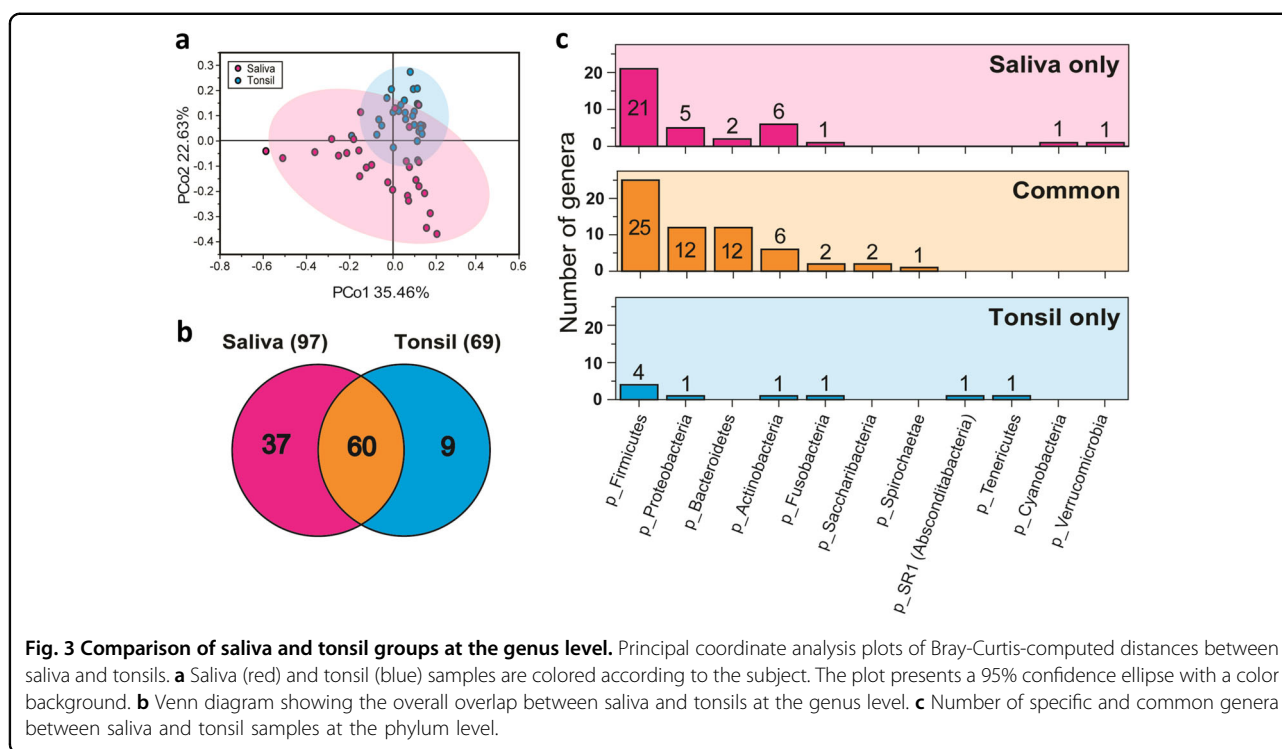 a
Saliva
Tonsil
0.3
0.2
0.1
0.0
-0.1
-0.2
-0.3
-0.4
PCo2 22.63%
-0.8
-0.6
-0.4
-0.2
0.0
0.2
0.4
0.6
PCo1 35.46%
b
Saliva (97)
Tonsil (69)
37
60
9
c
Number of genera
Saliva only
20
10
0
21
5
2
6
1
1
1
Common
20
10
0
25
12
12
6
2
2
1
Tonsil only
20
10
0
4
1
1
1
1
1
p_Firmicutes
p_Proteobacteria
p_Bacteroidetes
p_Actinobacteria
p_Fusobacteria
p_Saccharibacteria
p_Spirochaetae
p_SR1 (Absconditabacteria)
p_Tenericutes
p_Cyanobacteria
p_Verrucomicrobia
Fig. 3 Comparison of saliva and tonsil groups at the genus level. Principal coordinate analysis plots of Bray-Curtis-computed distances between
saliva and tonsils. a Saliva (red) and tonsil (blue) samples are colored according to the subject. The plot presents a 95% confidence ellipse with a color
background. b Venn diagram showing the overall overlap between saliva and tonsils at the genus level. c Number of specific and common genera
between saliva and tonsil samples at the phylum level.